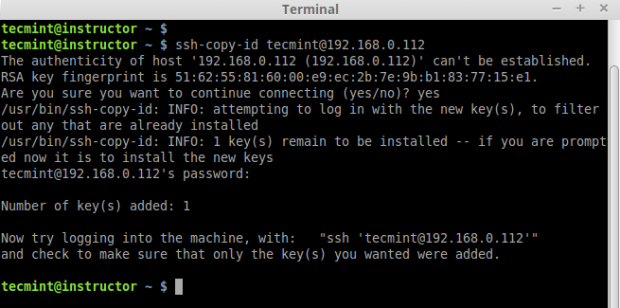 Terminal
tecmint@instructor ~ $
tecmint@instructor ~ $ ssh-copy-id tecmint@192.168.0.112
The authenticity of host '192.168.0.112 (192.168.0.112)' can't be established.
RSA key fingerprint is 51:62:55:81:60:00:e9:ec:2b:7e:9b:b1:83:77:15:e1.
Are you sure you want to continue connecting (yes/no)? yes
/usr/bin/ssh-copy-id: INFO: attempting to log in with the new key(s), to filter
out any that are already installed
/usr/bin/ssh-copy-id: INFO: 1 key(s) remain to be installed -- if you are prompt
ed now it is to install the new keys
tecmint@192.168.0.112's password:
Number of key(s) added: 1
Now try logging into the machine, with:   "ssh 'tecmint@192.168.0.112'"
and check to make sure that only the key(s) you wanted were added.
tecmint@instructor ~ $